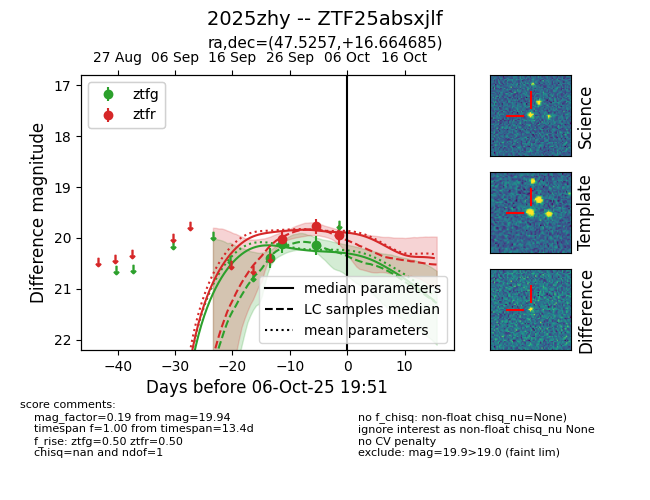 2025zhy -- ZTF25absxjlf
ra,dec=(47.5257,+16.664685)
27 Aug 06 Sep 16 Sep 26 Sep 06 Oct 16 Oct
ztfg
ztfr
17
18
19
20
21
22
Difference magnitude
median parameters
LC samples median
mean parameters
−40 −30 −20 −10 0 10
Days before 06-Oct-25 19:51
Science
Template
Difference
score comments:
mag_factor=0.19 from mag=19.94
timespan f=1.00 from timespan=13.4d
f_rise: ztfg=0.50 ztfr=0.50
chisq=nan and ndof=1
no f_chisq: non-float chisq_nu=None)
ignore interest as non-float chisq_nu None
no CV penalty
exclude: mag=19.9>19.0 (faint lim)